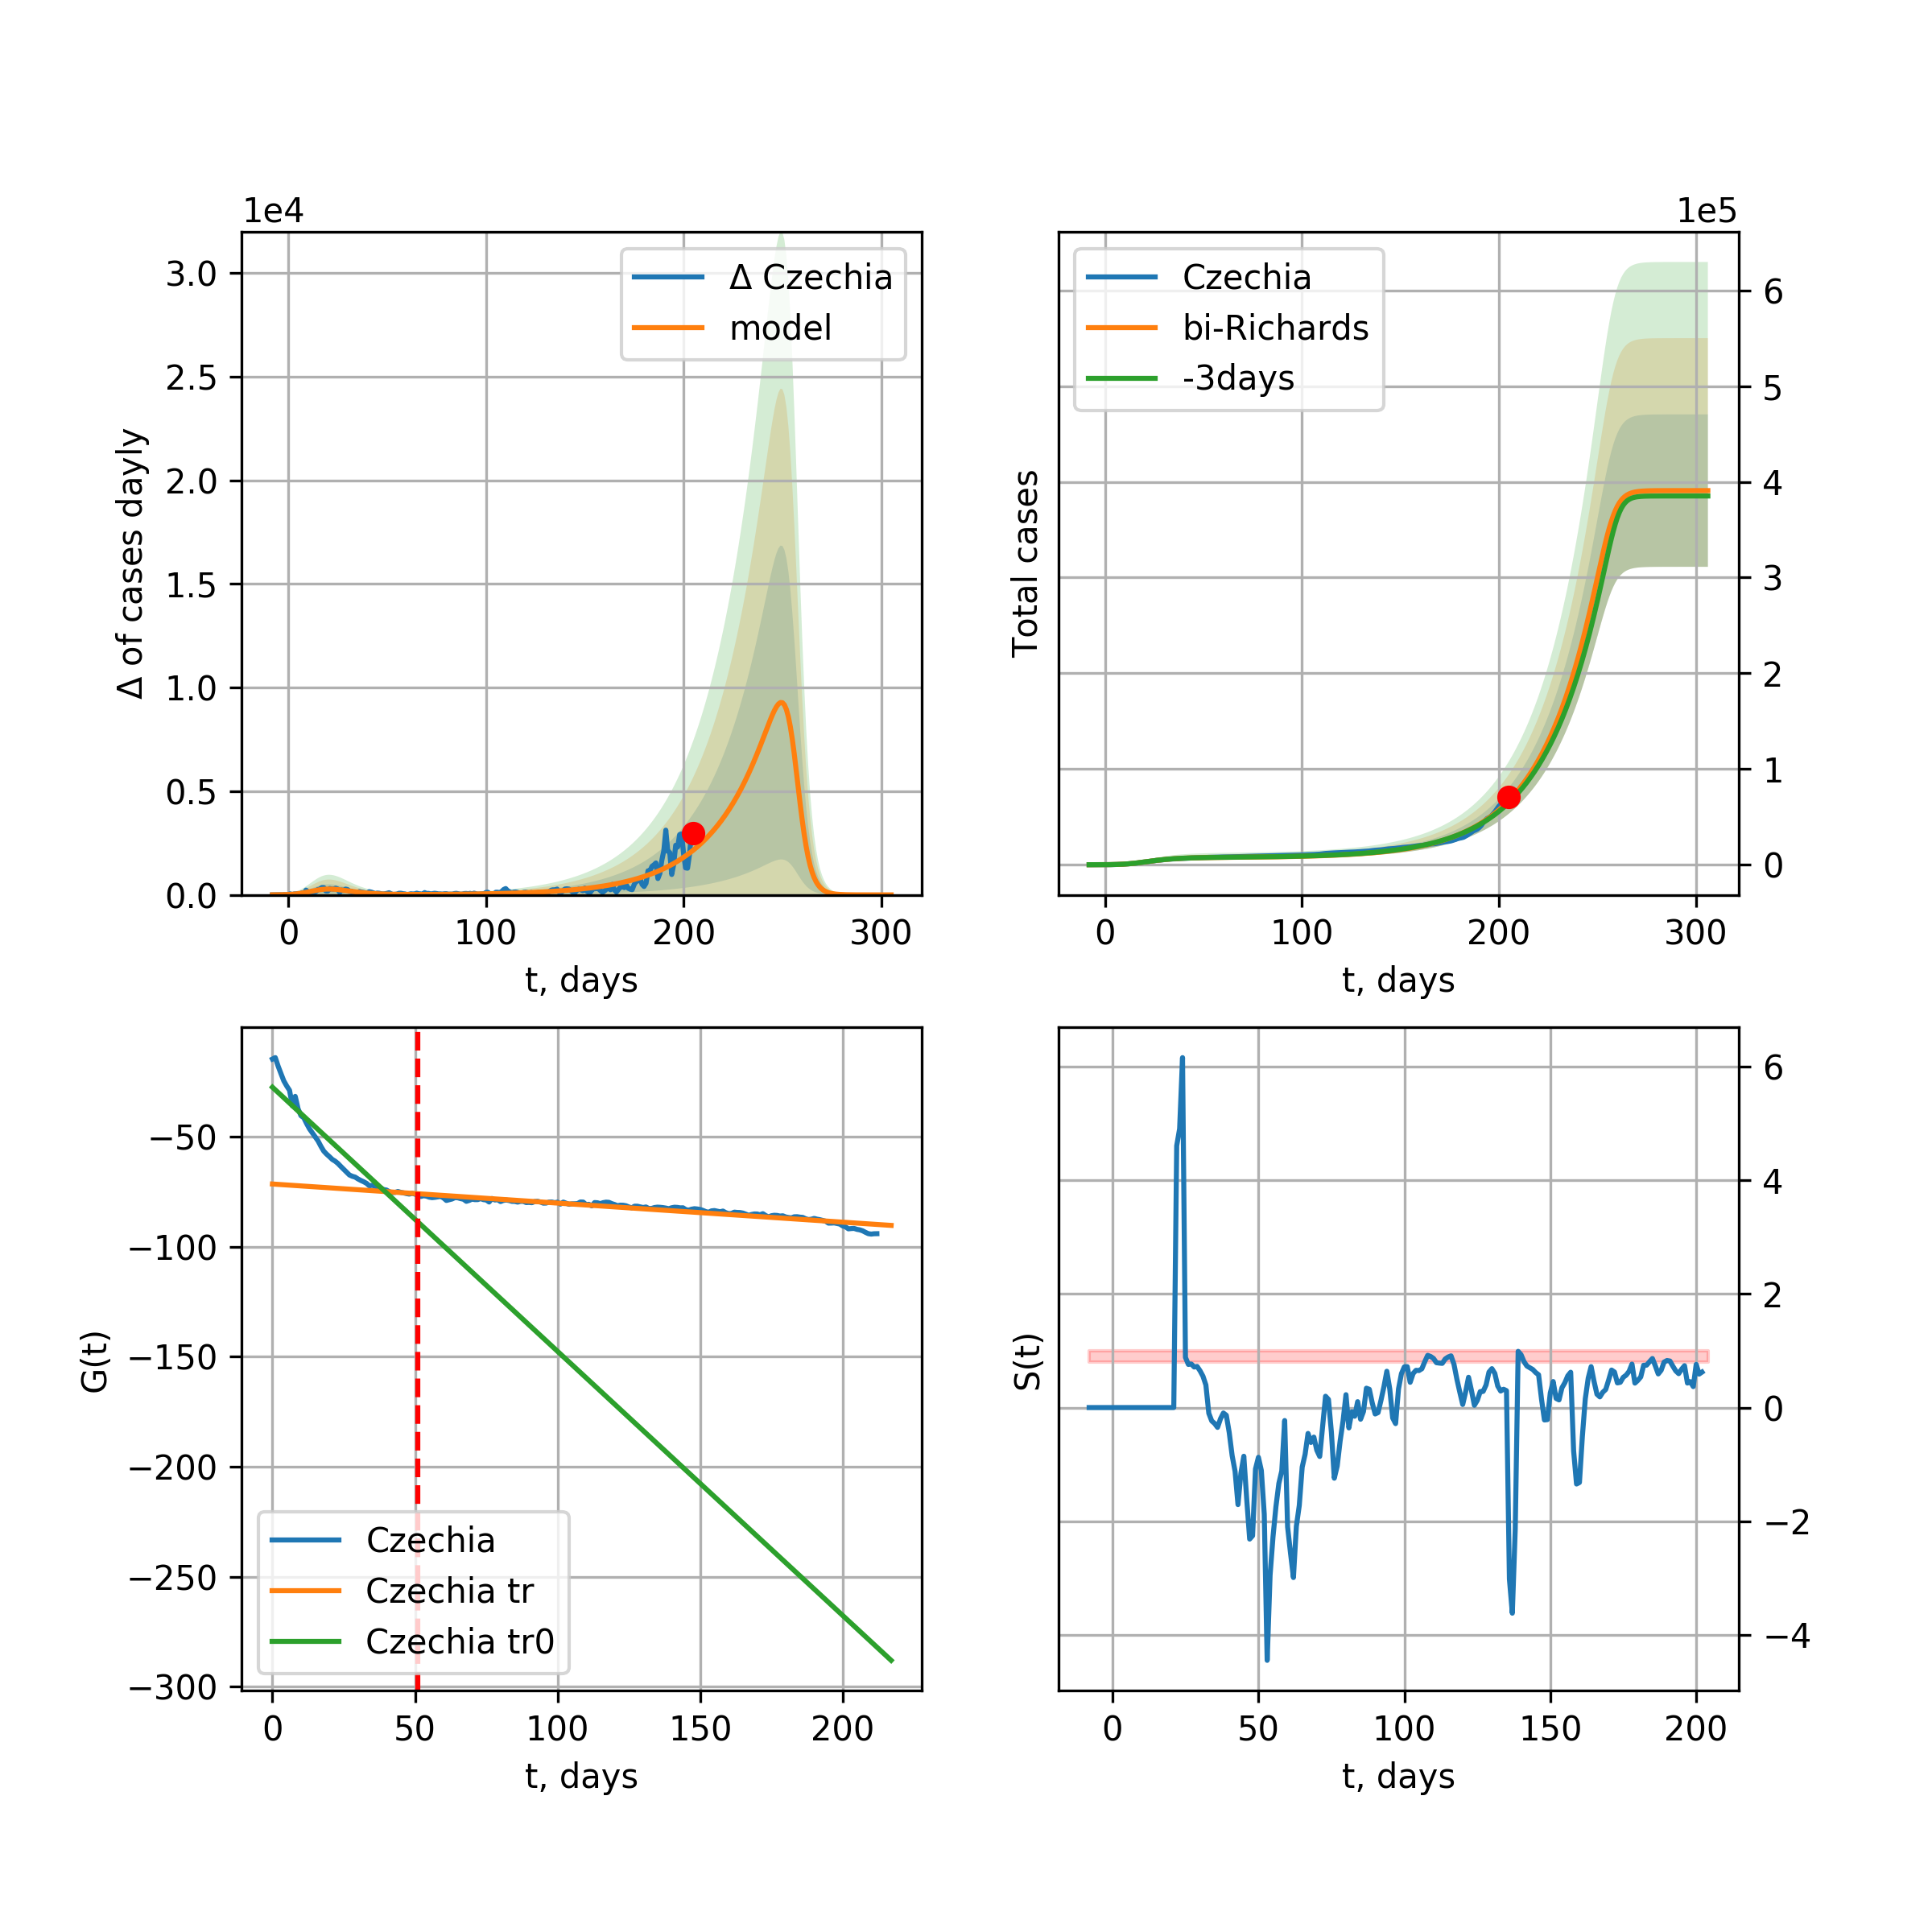 1e4
Δ of cases dayly
3.0
2.5
2.0
1.5
1.0
0.5
0.0
0 100 200 300
t, days
Δ Czechia
model
1e5
Total cases
6
5
4
3
2
1
0
0 100 200 300
t, days
Czechia
bi-Richards
-3days
G(t)
−50
−100
−150
−200
−250
−300
0 50 100 150 200
t, days
Czechia
Czechia tr
Czechia tr0
S(t)
6
4
2
0
−2
−4
0 50 100 150 200
t, days